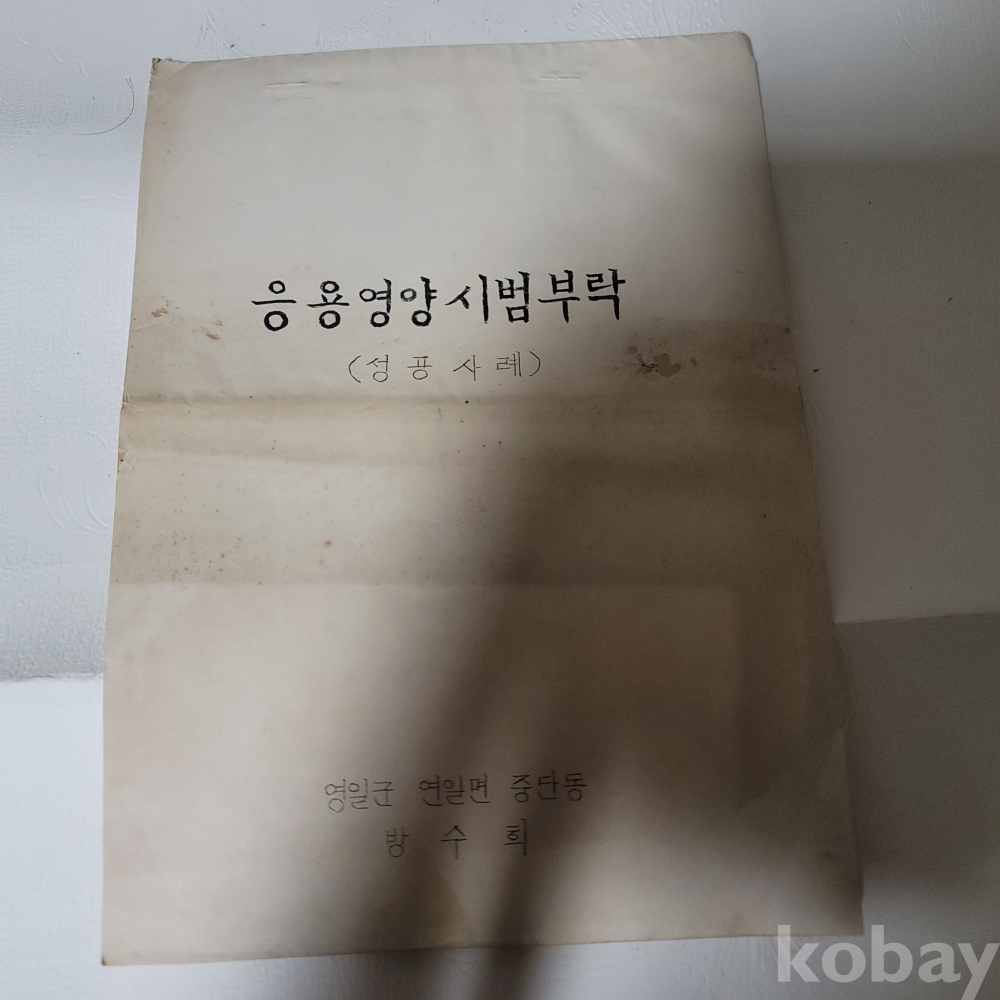 응용영양시범부락
(성공사례)
영일군 연일면 중단동
방수희
kobay